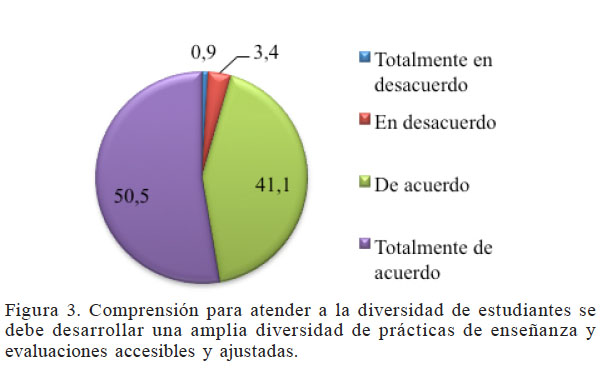 0,9
3,4
41,1
50,5
Totalmente en
desacuerdo
En desacuerdo
De acuerdo
Totalmente de
acuerdo
Figura 3. Comprensión para atender a la diversidad de estudiantes se
debe desarrollar una amplia diversidad de prácticas de enseñanza y
evaluaciones accesibles y ajustadas.